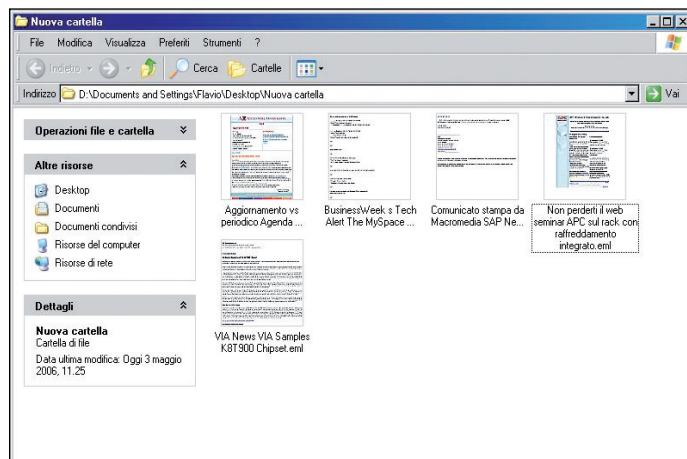 Nuova cartella
File Modifica Visualizza Preferiti Strumenti ?
Indietro Cerca Cartelle
Indirizzo D:\Documents and Settings\Flavio\Desktop\Nuova cartella Vai
Operazioni file e cartella
Altre risorse
Desktop
Documenti
Documenti condivisi
Risorse del computer
Risorse di rete
Dettagli
Nuova cartella
Cartella di file
Data ultima modifica: Oggi 3 maggio
2006, 11.25
Aggiornamento vs
periodico Agenda ...
BusinessWeek s Tech
Alert The MySpace ...
Comunicato stampa da
Macromedia SAP Ne...
Non perderti il web
seminar APC sul rack con
raffreddamento
integrato.eml
VIA News VIA Samples
K8T900 Chipset.eml